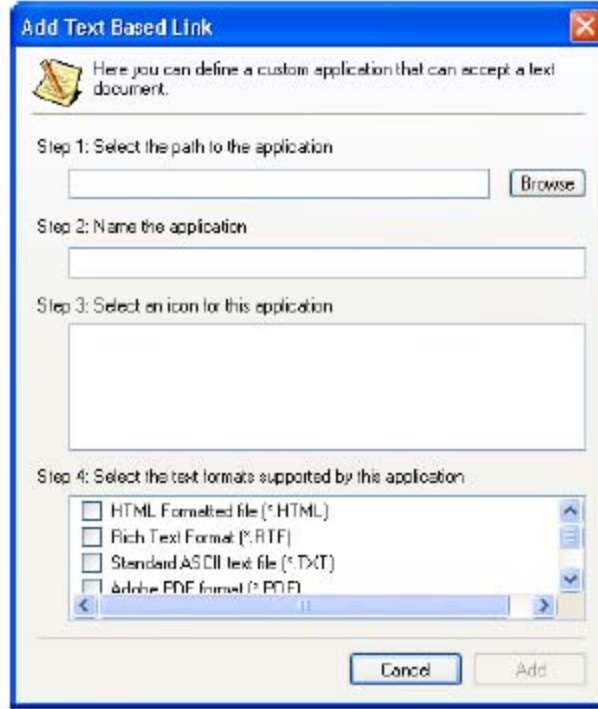 Add Text Based Link
Here you can define a custom application that can accept a text
document.
Step 1: Select the path to the application
Browse
Step 2: Name the application
Step 3: Select an icon for this application
Step 4: Select the text formats supported by this application
HTML Formatted file (*.HTML)
Rich Text Format (*.RTF)
Standard ASCII text file (*.TXT)
Adobe PDF format (*.PDF)
Cancel
Add